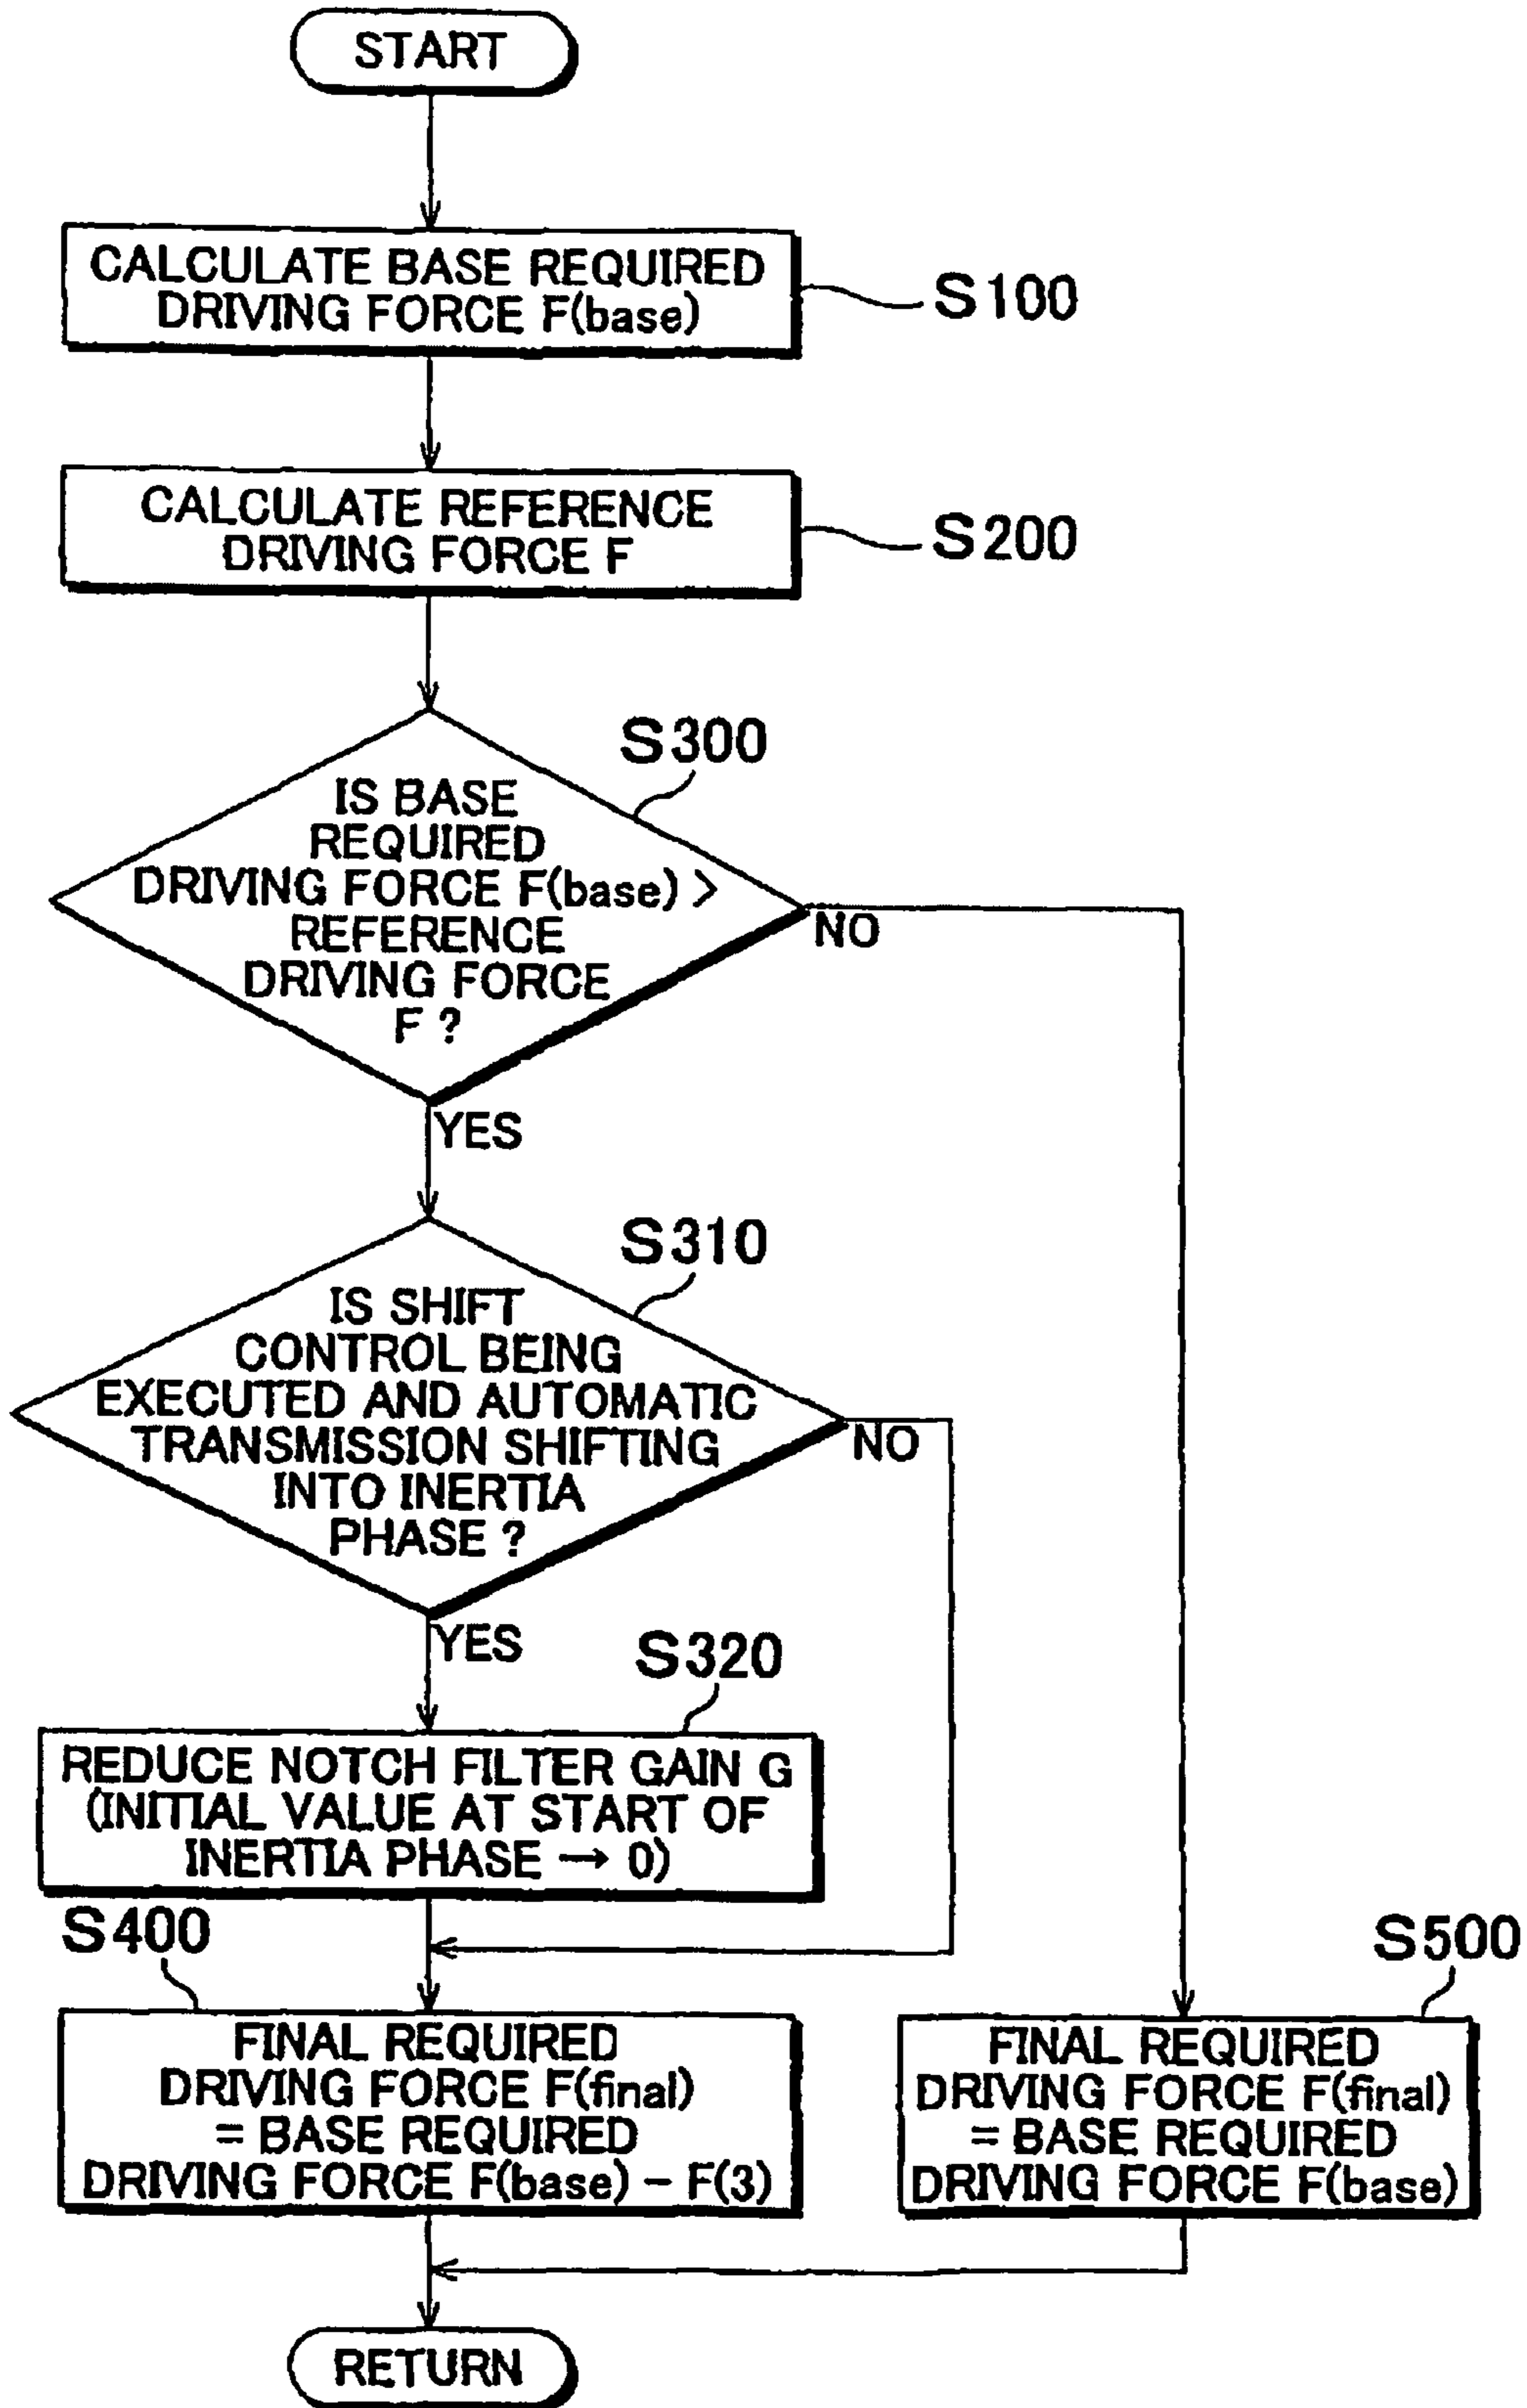 START
CALCULATE BASE REQUIRED
DRIVING FORCE F(base)
S100
CALCULATE REFERENCE
DRIVING FORCE F
S200
S300
IS BASE
REQUIRED
DRIVING FORCE F(base) >
REFERENCE
DRIVING FORCE
F ?
NO
YES
S310
IS SHIFT
CONTROL BEING
EXECUTED AND AUTOMATIC
TRANSMISSION SHIFTING
INTO INERTIA
PHASE ?
NO
YES
S320
REDUCE NOTCH FILTER GAIN G
(INITIAL VALUE AT START OF
INERTIA PHASE → 0)
S400
FINAL REQUIRED
DRIVING FORCE F(final)
= BASE REQUIRED
DRIVING FORCE F(base) – F(3)
S500
FINAL REQUIRED
DRIVING FORCE F(final)
= BASE REQUIRED
DRIVING FORCE F(base)
RETURN